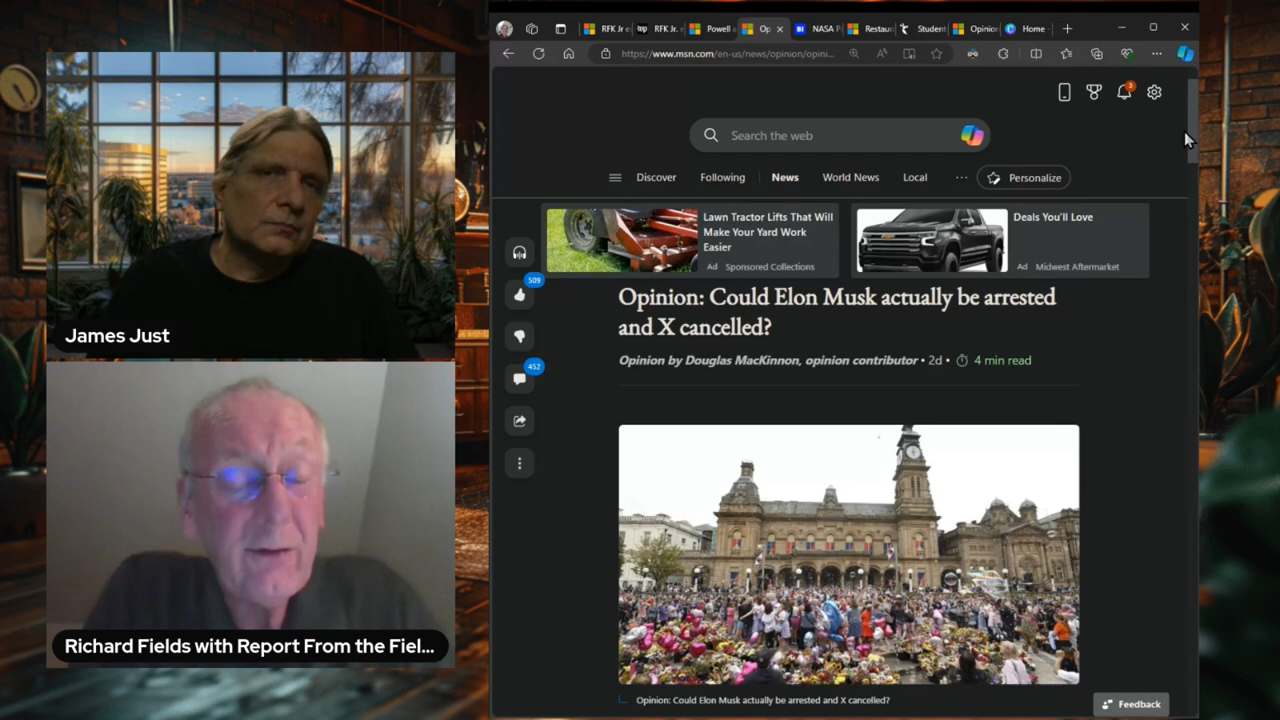 James Just
Richard Fields with Report From the Fiel...
RFK Jr
RFK Jr.
Powell
Op
NASA P
Restaur
Student
Opinion
Home
https://www.msn.com/en-us/news/opinion/opini...
3
Search the web
Discover
Following
News
World News
Local
Personalize
Lawn Tractor Lifts That Will
Make Your Yard Work
Easier
Ad Sponsored Collections
Deals You'll Love
Ad Midwest Aftermarket
509
452
Opinion: Could Elon Musk actually be arrested
and X cancelled?
Opinion by Douglas MacKinnon, opinion contributor • 2d • 4 min read
Opinion: Could Elon Musk actually be arrested and X cancelled?
Feedback